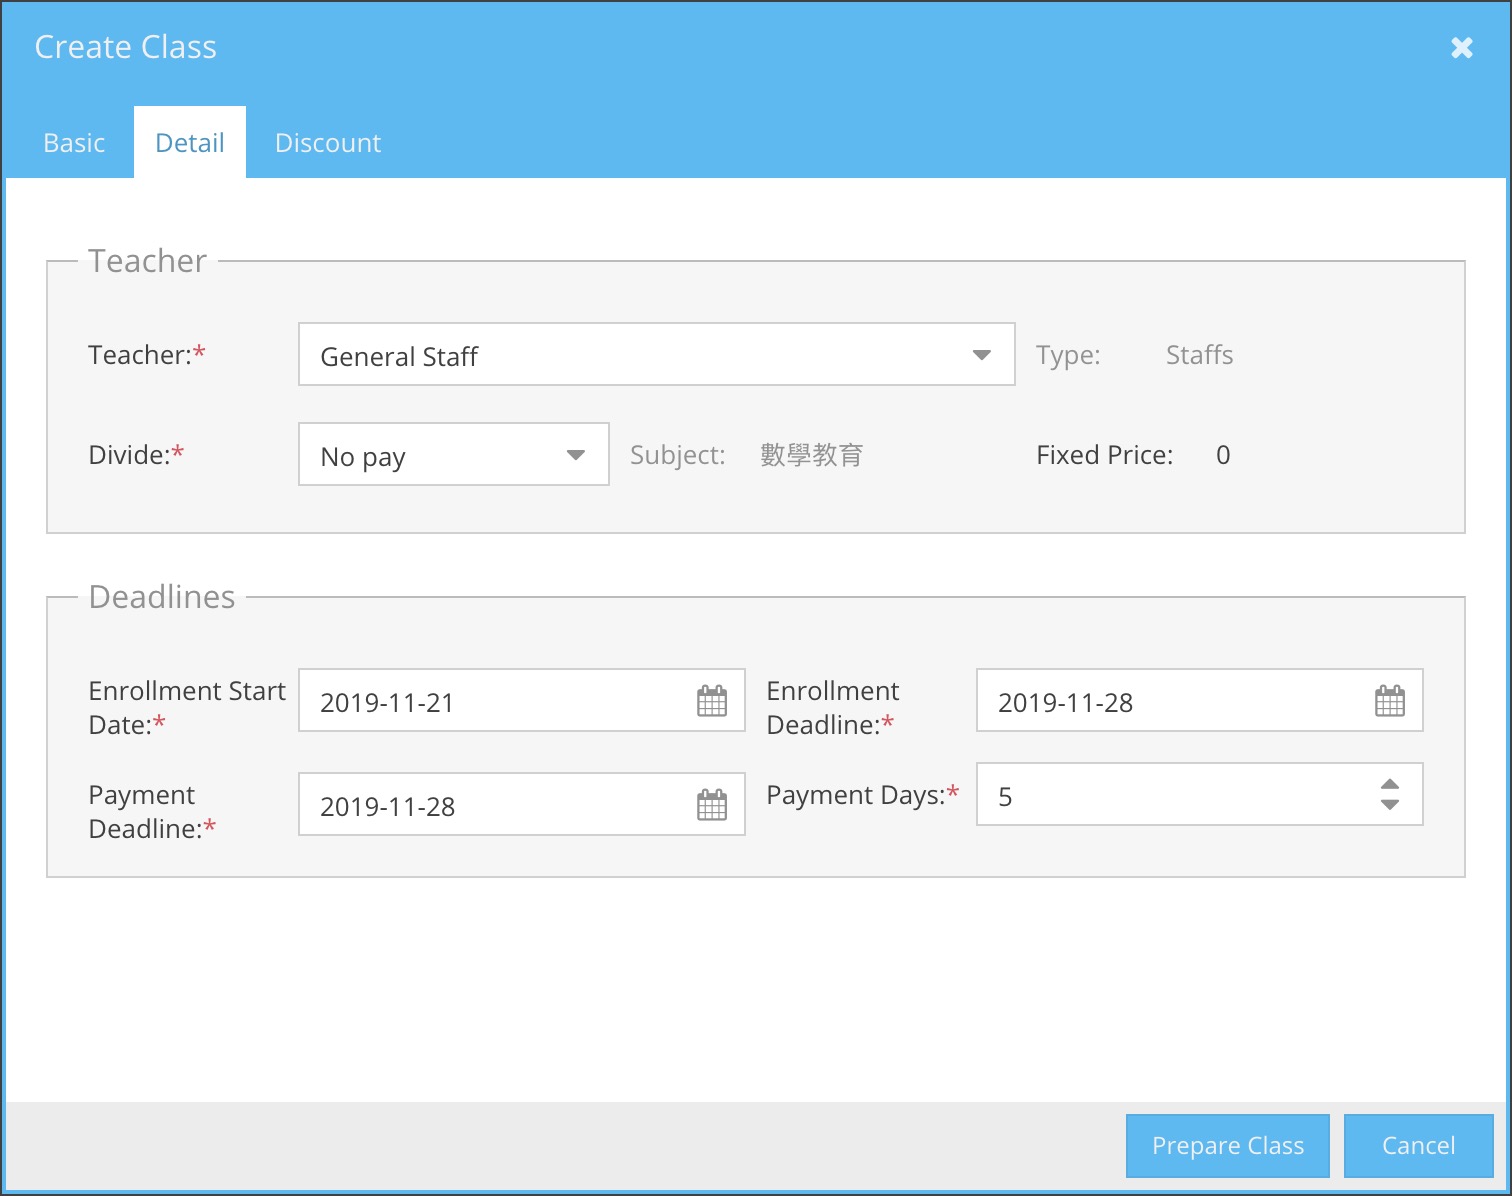 Create Class
Basic Detail Discount
Teacher
Teacher:* General Staff Type: Staffs
Divide:* No pay Subject: 數學教育 Fixed Price: 0
Deadlines
Enrollment Start
Date:* 2019-11-21
Enrollment
Deadline:* 2019-11-28
Payment
Deadline:* 2019-11-28
Payment Days:* 5
Prepare Class Cancel